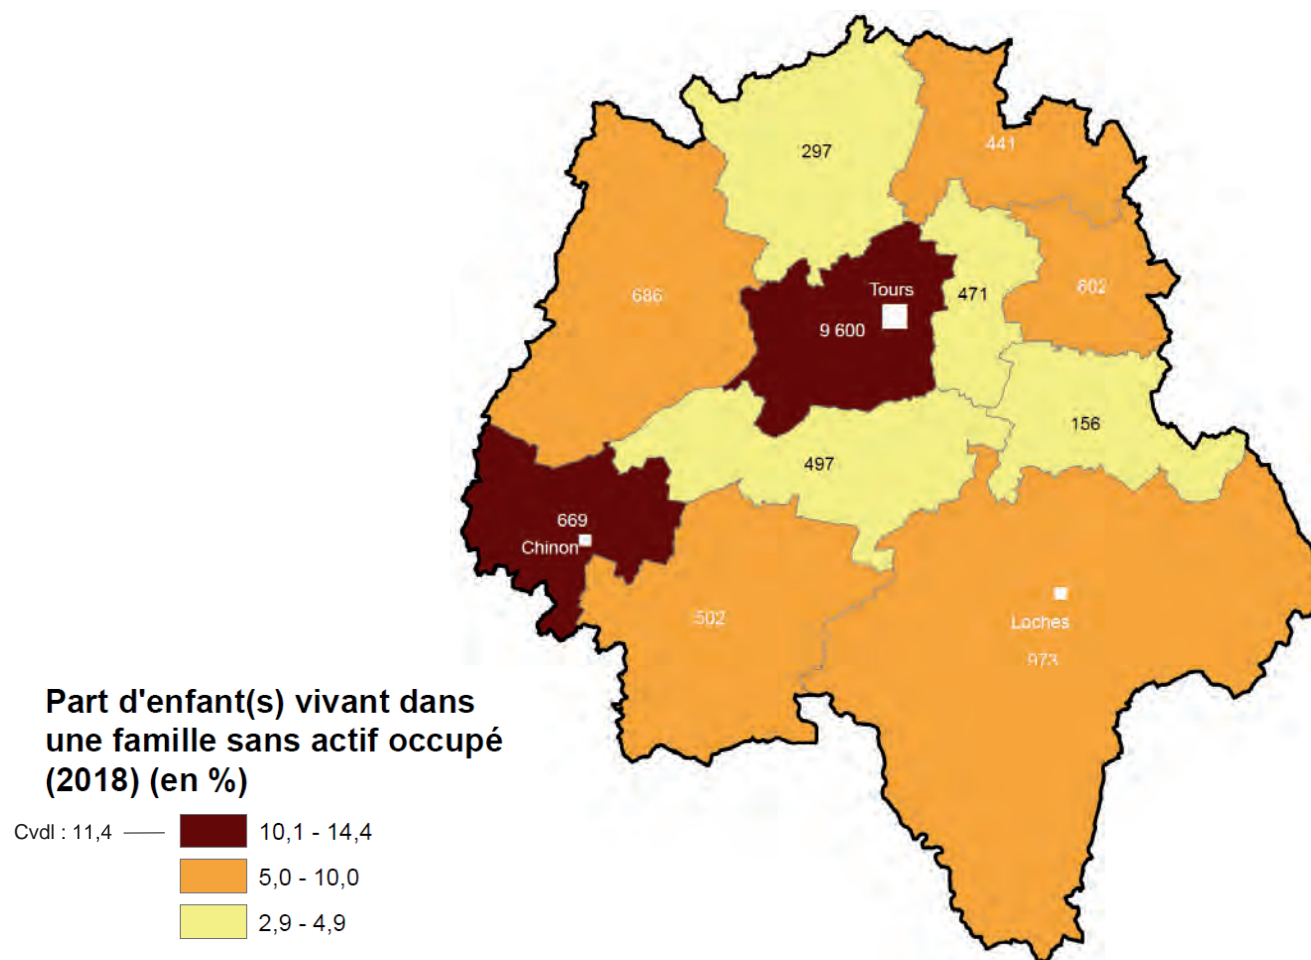 297
441
686
Tours
471
602
9 600
156
497
669
Chinon
502
Loches
973
Part d'enfant(s) vivant dans
une famille sans actif occupé
(2018) (en %)
Cvdl : 11,4
10,1 - 14,4
5,0 - 10,0
2,9 - 4,9